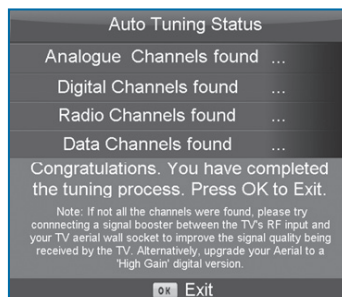 Auto Tuning Status
Analogue Channels found ...
Digital Channels found ...
Radio Channels found ...
Data Channels found ...
Congratulations. You have completed
the tuning process. Press OK to Exit.
Note: If not all the channels were found, please try
connnecting a signal booster between the TV's RF input and
your TV aerial wall socket to improve the signal quality being
received by the TV. Alternatively, upgrade your Aerial to a
'High Gain' digital version.
OK Exit